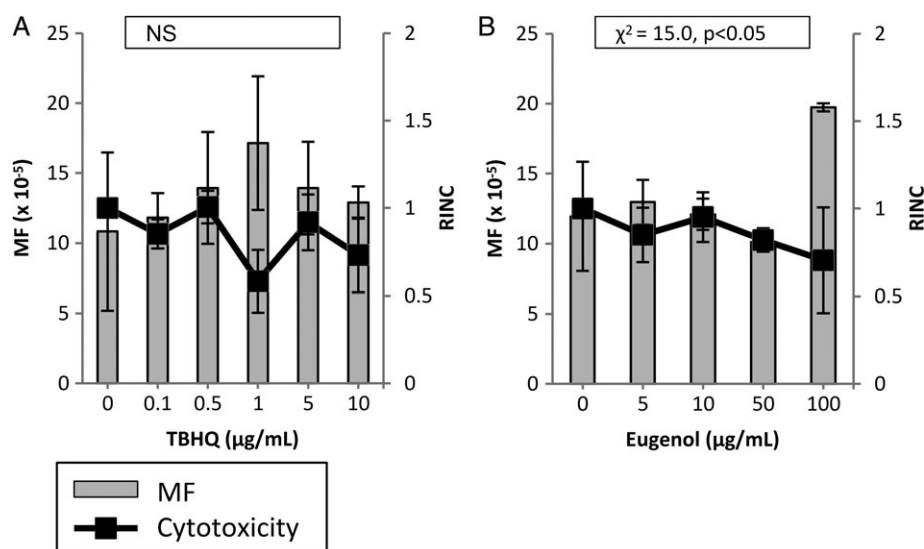 A
NS
25
20
15
10
5
0
MF (x 10⁻⁵)
2
1.5
1
0.5
0
RINC
0 0.1 0.5 1 5 10
TBHQ (µg/mL)
B
χ² = 15.0, p<0.05
25
20
15
10
5
0
MF (x 10⁻⁵)
2
1.5
1
0.5
0
RINC
0 5 10 50 100
Eugenol (µg/mL)
MF
Cytotoxicity